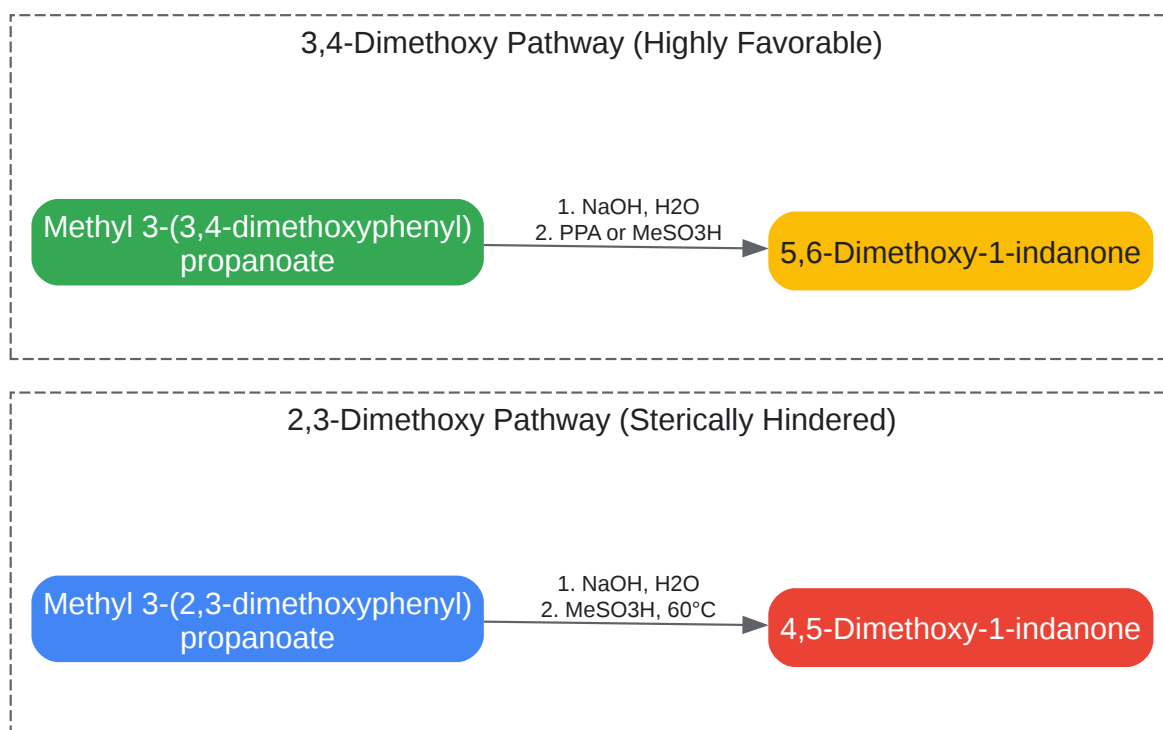 3,4-Dimethoxy Pathway (Highly Favorable)
Methyl 3-(3,4-dimethoxyphenyl)
propanoate
1. NaOH, H2O
2. PPA or MeSO3H
5,6-Dimethoxy-1-indanone
2,3-Dimethoxy Pathway (Sterically Hindered)
Methyl 3-(2,3-dimethoxyphenyl)
propanoate
1. NaOH, H2O
2. MeSO3H, 60°C
4,5-Dimethoxy-1-indanone